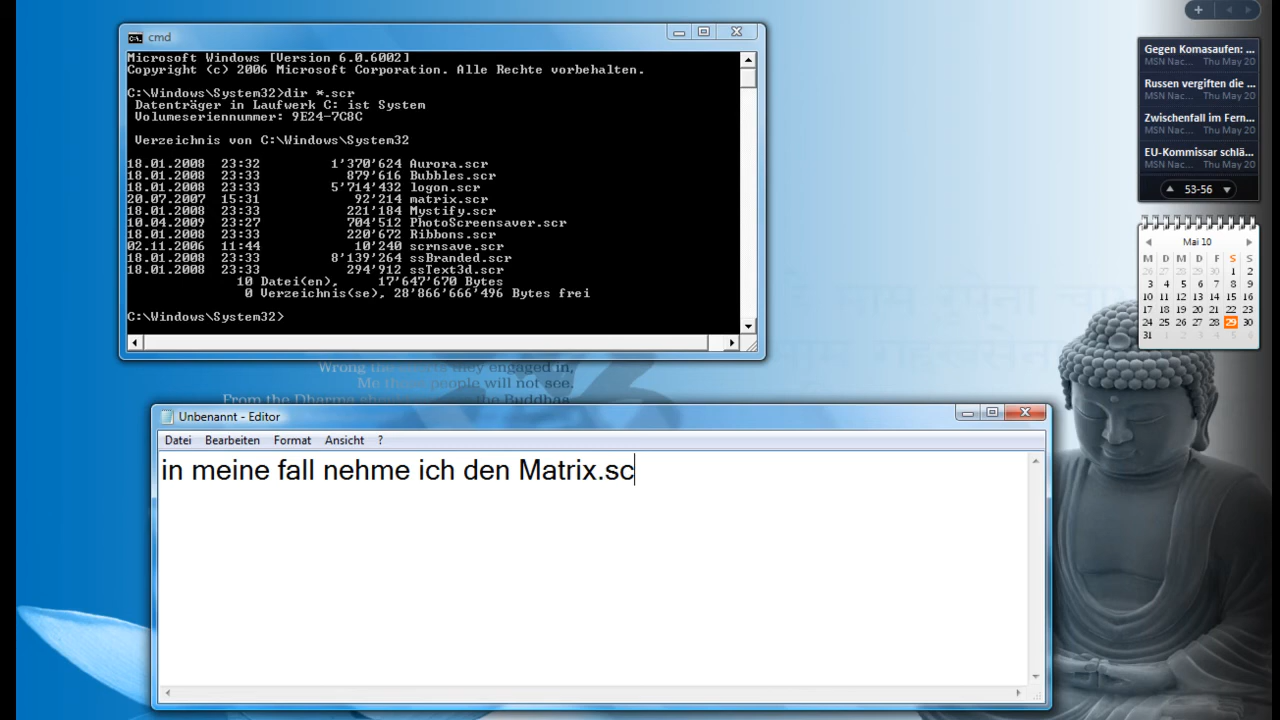 cmd
Microsoft Windows [Version 6.0.6002]
Copyright (c) 2006 Microsoft Corporation. Alle Rechte vorbehalten.
C:\Windows\System32>dir *.scr
Datenträger in Laufwerk C: ist System
Volumeseriennummer: 9E24-7C8C
Verzeichnis von C:\Windows\System32
18.01.2008 23:32 1'370'624 Aurora.scr
18.01.2008 23:33 879'616 Bubbles.scr
18.01.2008 23:33 5'714'432 logon.scr
20.07.2007 15:31 92'214 matrix.scr
18.01.2008 23:33 221'184 Mystify.scr
10.04.2009 23:27 704'512 PhotoScreensaver.scr
18.01.2008 23:33 220'672 Ribbons.scr
02.11.2006 11:44 10'240 scrnsave.scr
18.01.2008 23:33 8'139'264 ssBranded.scr
18.01.2008 23:33 294'912 ssText3d.scr
10 Datei(en), 17'647'670 Bytes
0 Verzeichnis(se), 28'866'666'496 Bytes frei
C:\Windows\System32>
Wrong the they engaged in,
Me these people will not see.
From the Dharma the Buddhas
Unbenannt - Editor
Datei Bearbeiten Format Ansicht ?
in meine fall nehme ich den Matrix.sc
Gegen Komasaufen: ...
MSN Nac... Thu May 20
Russen vergiften die ...
MSN Nac... Thu May 20
Zwischenfall im Fern...
MSN Nac... Thu May 20
EU-Kommissar schlä...
MSN Nac... Thu May 20
53-56
Mai 10
M D M D F S S
26 27 28 29 30 1 2
3 4 5 6 7 8 9
10 11 12 13 14 15 16
17 18 19 20 21 22 23
24 25 26 27 28 29 30
31 1 2 3 4 5 6